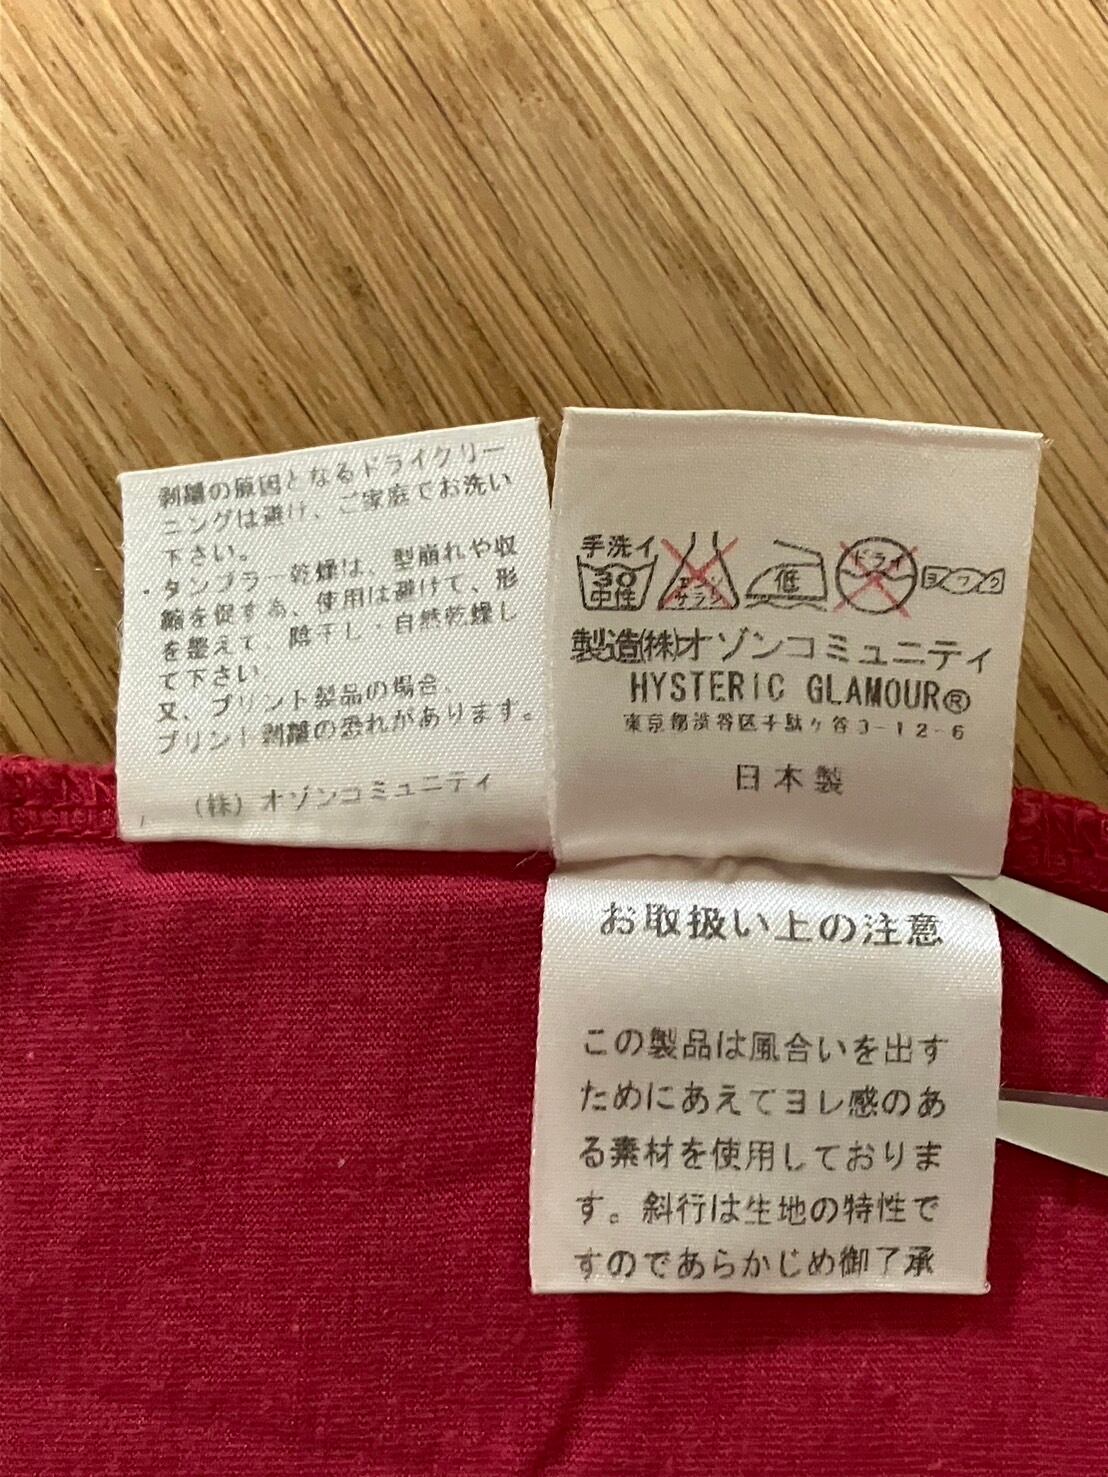 剥離の原因となるドライクリー
ニングは避け、ご家庭でお洗い
下さい。
・タンブラー乾燥は、型崩れや収
縮を促す為、使用は避けて、形
を整えて、陰干し・自然乾燥し
て下さい
又、プリント製品の場合、
プリント剥離の恐れがあります。
(株)オゾンコミュニティ
手洗イ
30
中性
エンソ
サラシ
低
ドライ
ヨワク
製造(株)オゾンコミュニティ
HYSTERIC GLAMOUR®
東京都渋谷区千駄ヶ谷3-12-6
日本製
お取扱い上の注意
この製品は風合いを出す
ためにあえてヨレ感のあ
る素材を使用しておりま
す。斜行は生地の特性で
すのであらかじめ御了承